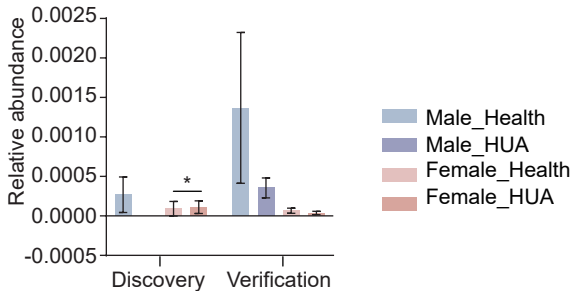 Relative abundance
0.0025
0.0020
0.0015
0.0010
0.0005
0.0000
-0.0005
*
Discovery
Verification
Male_Health
Male_HUA
Female_Health
Female_HUA